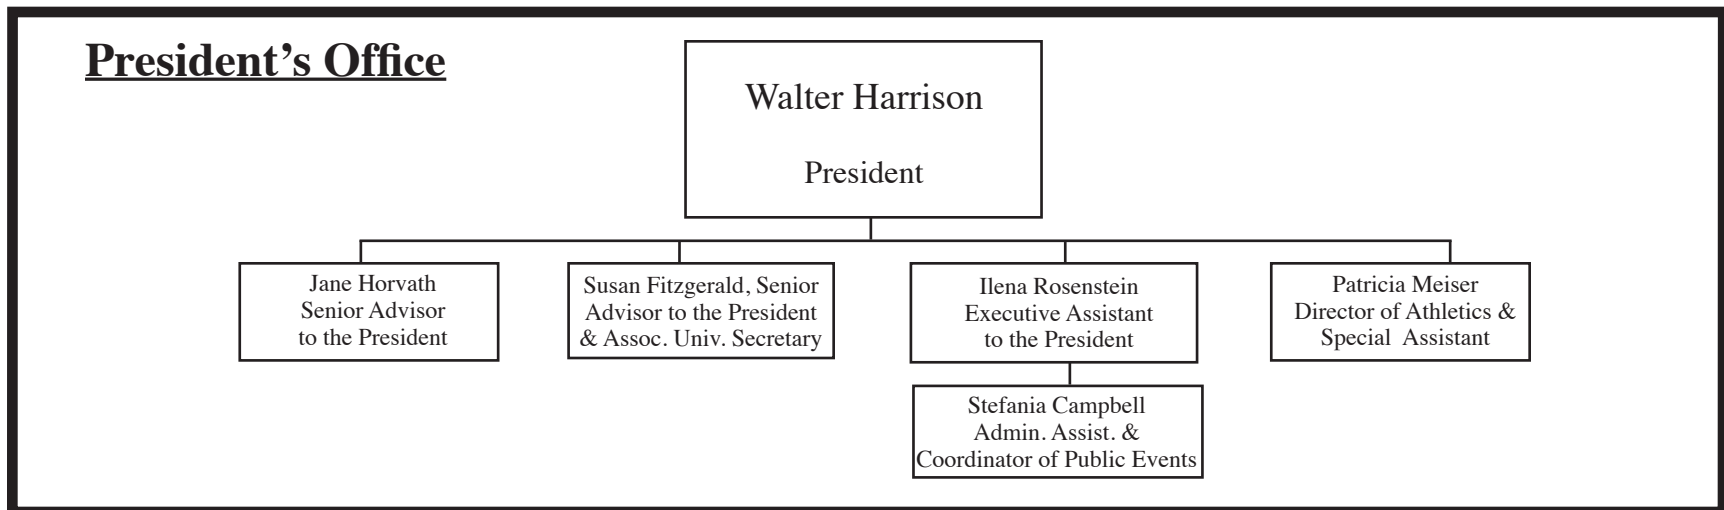 President’s Office
Walter Harrison
President
Jane Horvath
Senior Advisor
to the President
Susan Fitzgerald, Senior
Advisor to the President
& Assoc. Univ. Secretary
Ilena Rosenstein
Executive Assistant
to the President
Patricia Meiser
Director of Athletics &
Special Assistant
Stefania Campbell
Admin. Assist. &
Coordinator of Public Events